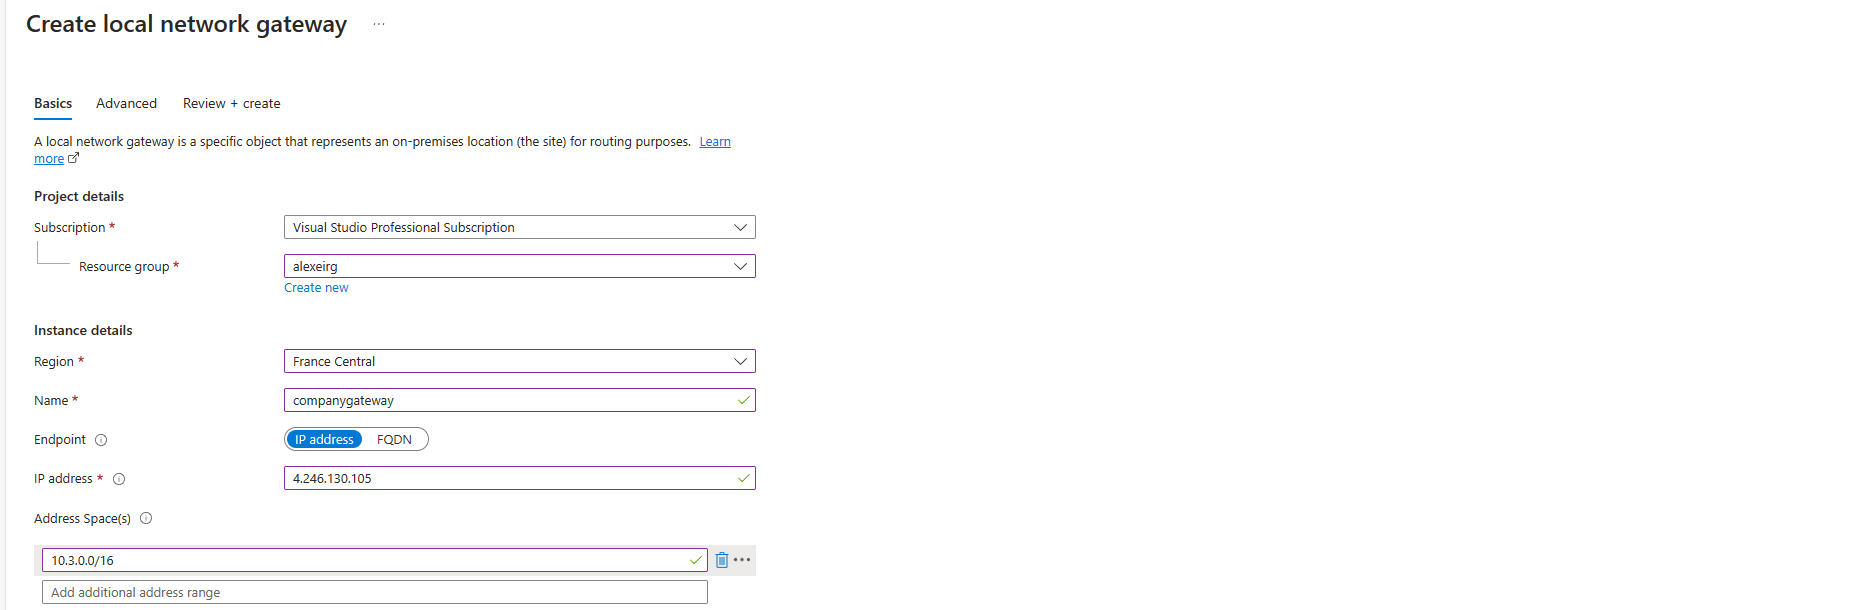 Create local network gateway ...
Basics Advanced Review + create
A local network gateway is a specific object that represents an on-premises location (the site) for routing purposes. Learn
more
Project details
Subscription * Visual Studio Professional Subscription
Resource group * alexeirg
Create new
Instance details
Region * France Central
Name * companygateway
Endpoint IP address FQDN
IP address * 4.246.130.105
Address Space(s)
10.3.0.0/16
Add additional address range